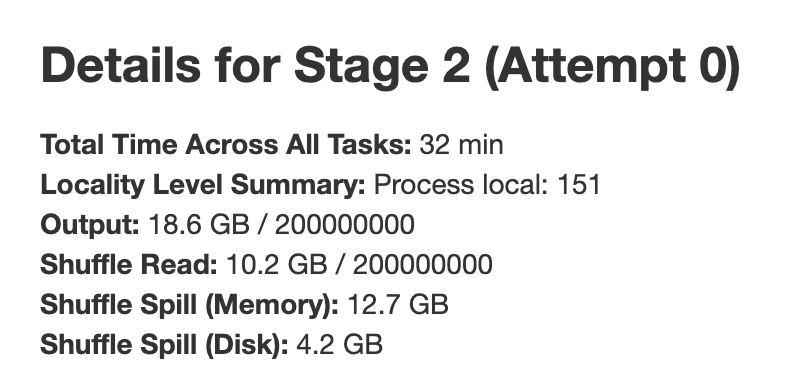 Details for Stage 2 (Attempt 0)
Total Time Across All Tasks: 32 min
Locality Level Summary: Process local: 151
Output: 18.6 GB / 200000000
Shuffle Read: 10.2 GB / 200000000
Shuffle Spill (Memory): 12.7 GB
Shuffle Spill (Disk): 4.2 GB